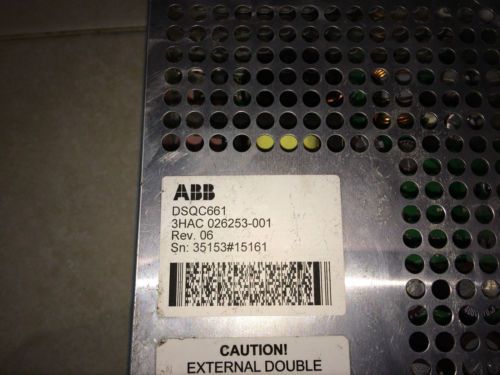 ABB
DSQC661
3HAC 026253-001
Rev. 06
Sn: 35153#15161
CAUTION!
EXTERNAL DOUBLE